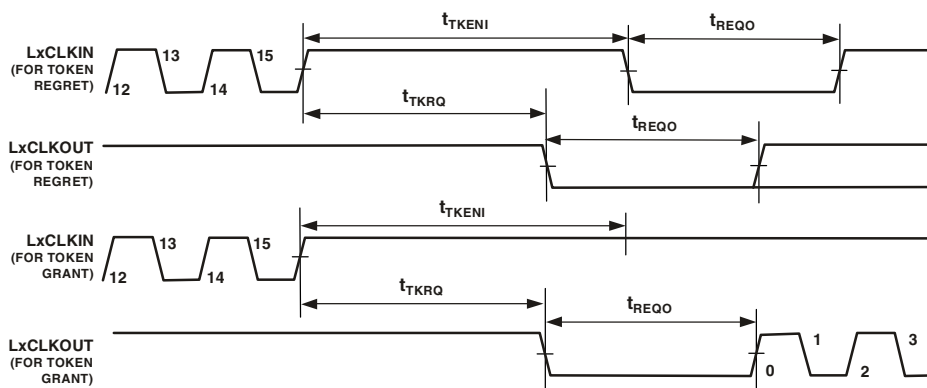 tTKENI
tREQO
LxCLKIN
(FOR TOKEN
REGRET)
12 13 14 15
tTKRQ
tREQO
LxCLKOUT
(FOR TOKEN
REGRET)
tTKENI
LxCLKIN
(FOR TOKEN
GRANT)
12 13 14 15
tTKRQ
tREQO
LxCLKOUT
(FOR TOKEN
GRANT)
0 1 2 3